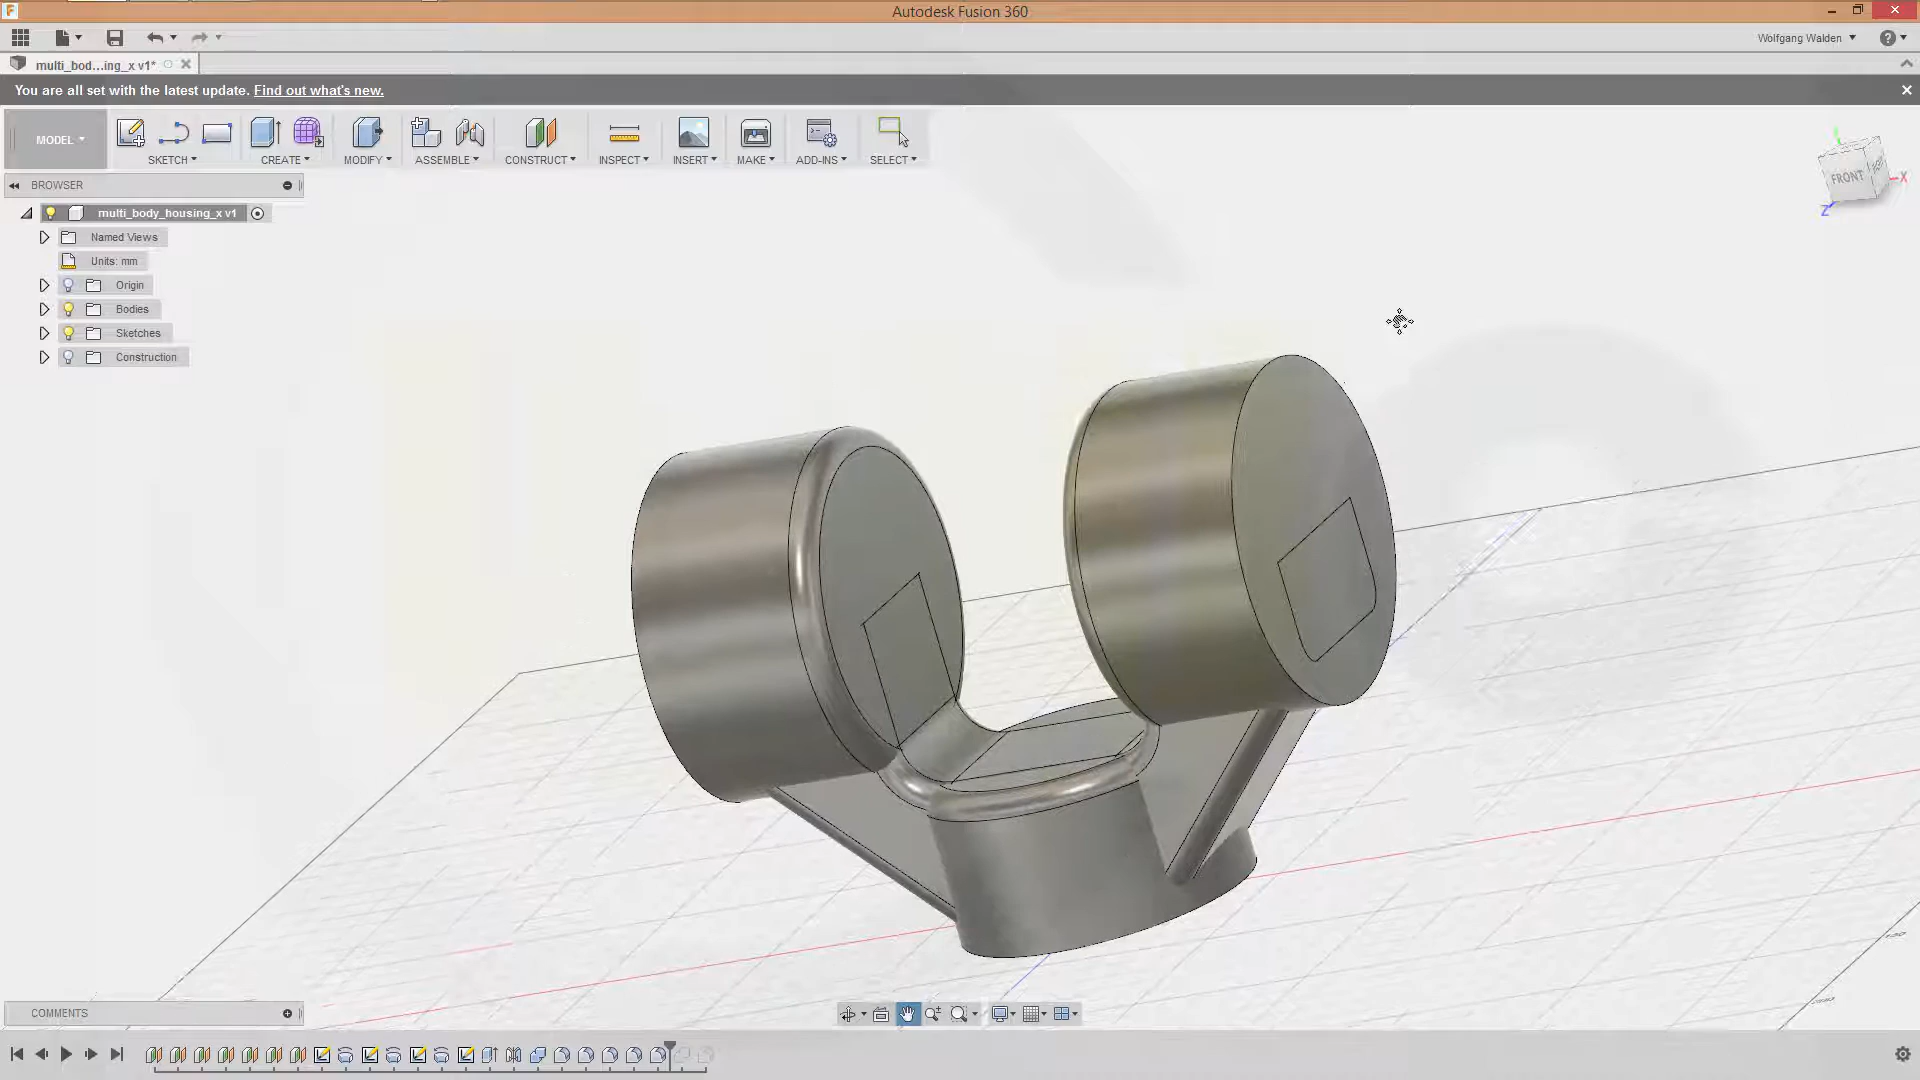 Autodesk Fusion 360
Wolfgang Walden
multi_bod...ing_x v1*
You are all set with the latest update. Find out what's new.
MODEL
SKETCH
CREATE
MODIFY
ASSEMBLE
CONSTRUCT
INSPECT
INSERT
MAKE
ADD-INS
SELECT
BROWSER
multi_body_housing_x v1
Named Views
Units: mm
Origin
Bodies
Sketches
Construction
FRONT
X
Z
COMMENTS